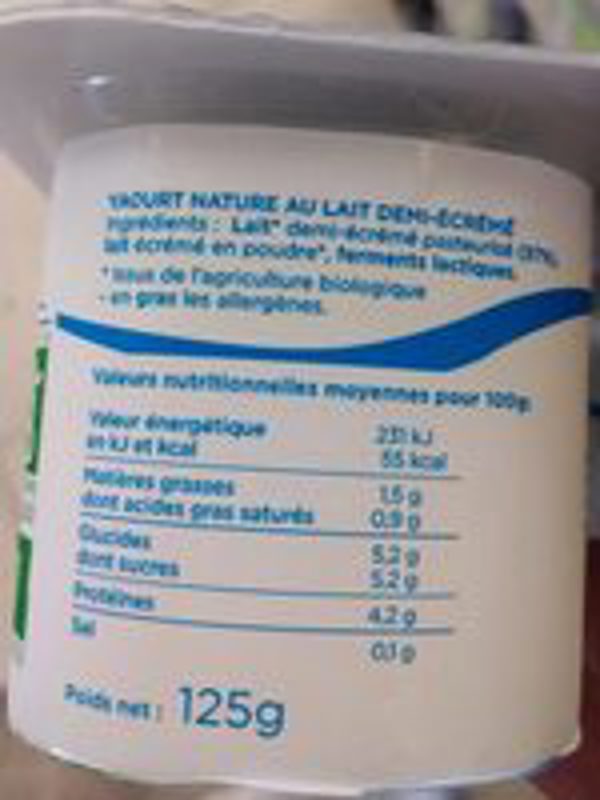 YAOURT NATURE AU LAIT DEMI-ÉCRÉMÉ
Ingrédients : Lait* demi-écrémé pasteurisé (97%),
lait écrémé en poudre*, ferments lactiques.
* issus de l'agriculture biologique
- en gras les allergènes.
Valeurs nutritionnelles moyennes pour 100g
Valeur énergétique 231 kJ
en kJ et kcal 55 kcal
Matières grasses 1,5 g
dont acides gras saturés 0,9 g
Glucides 5,2 g
dont sucres 5,2 g
Protéines 4,2 g
Sel 0,1 g
Poids net : 125g